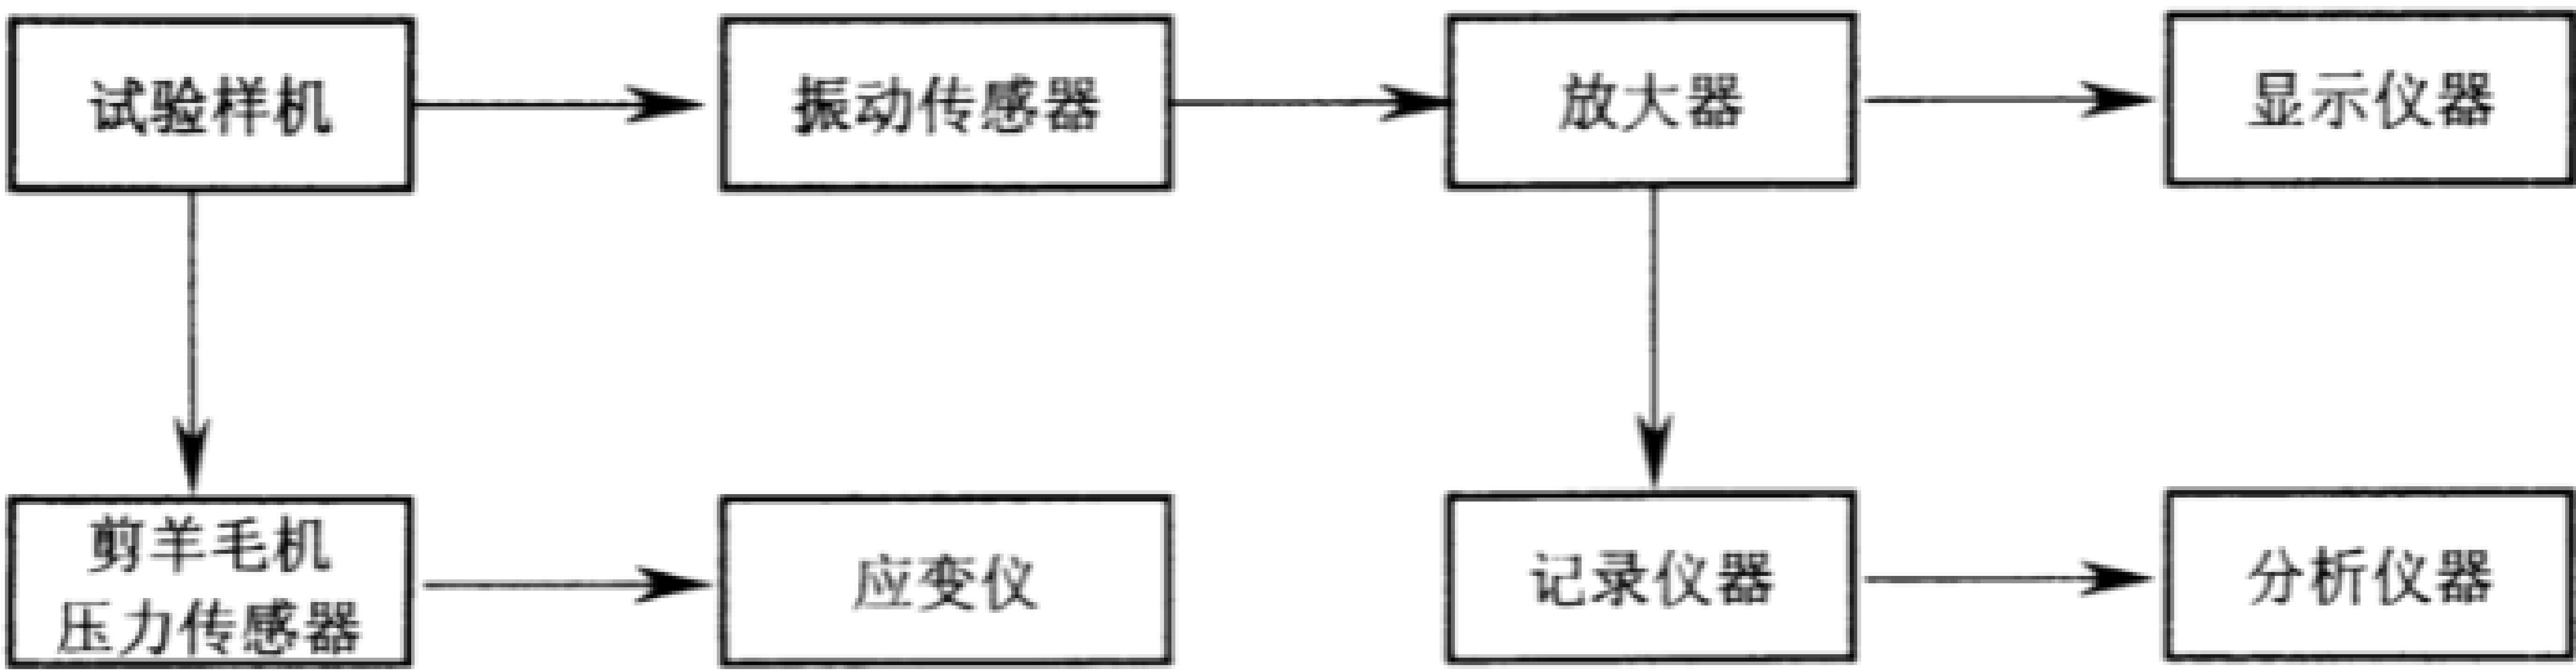 试验样机
振动传感器
放大器
显示仪器
剪羊毛机
压力传感器
应变仪
记录仪器
分析仪器